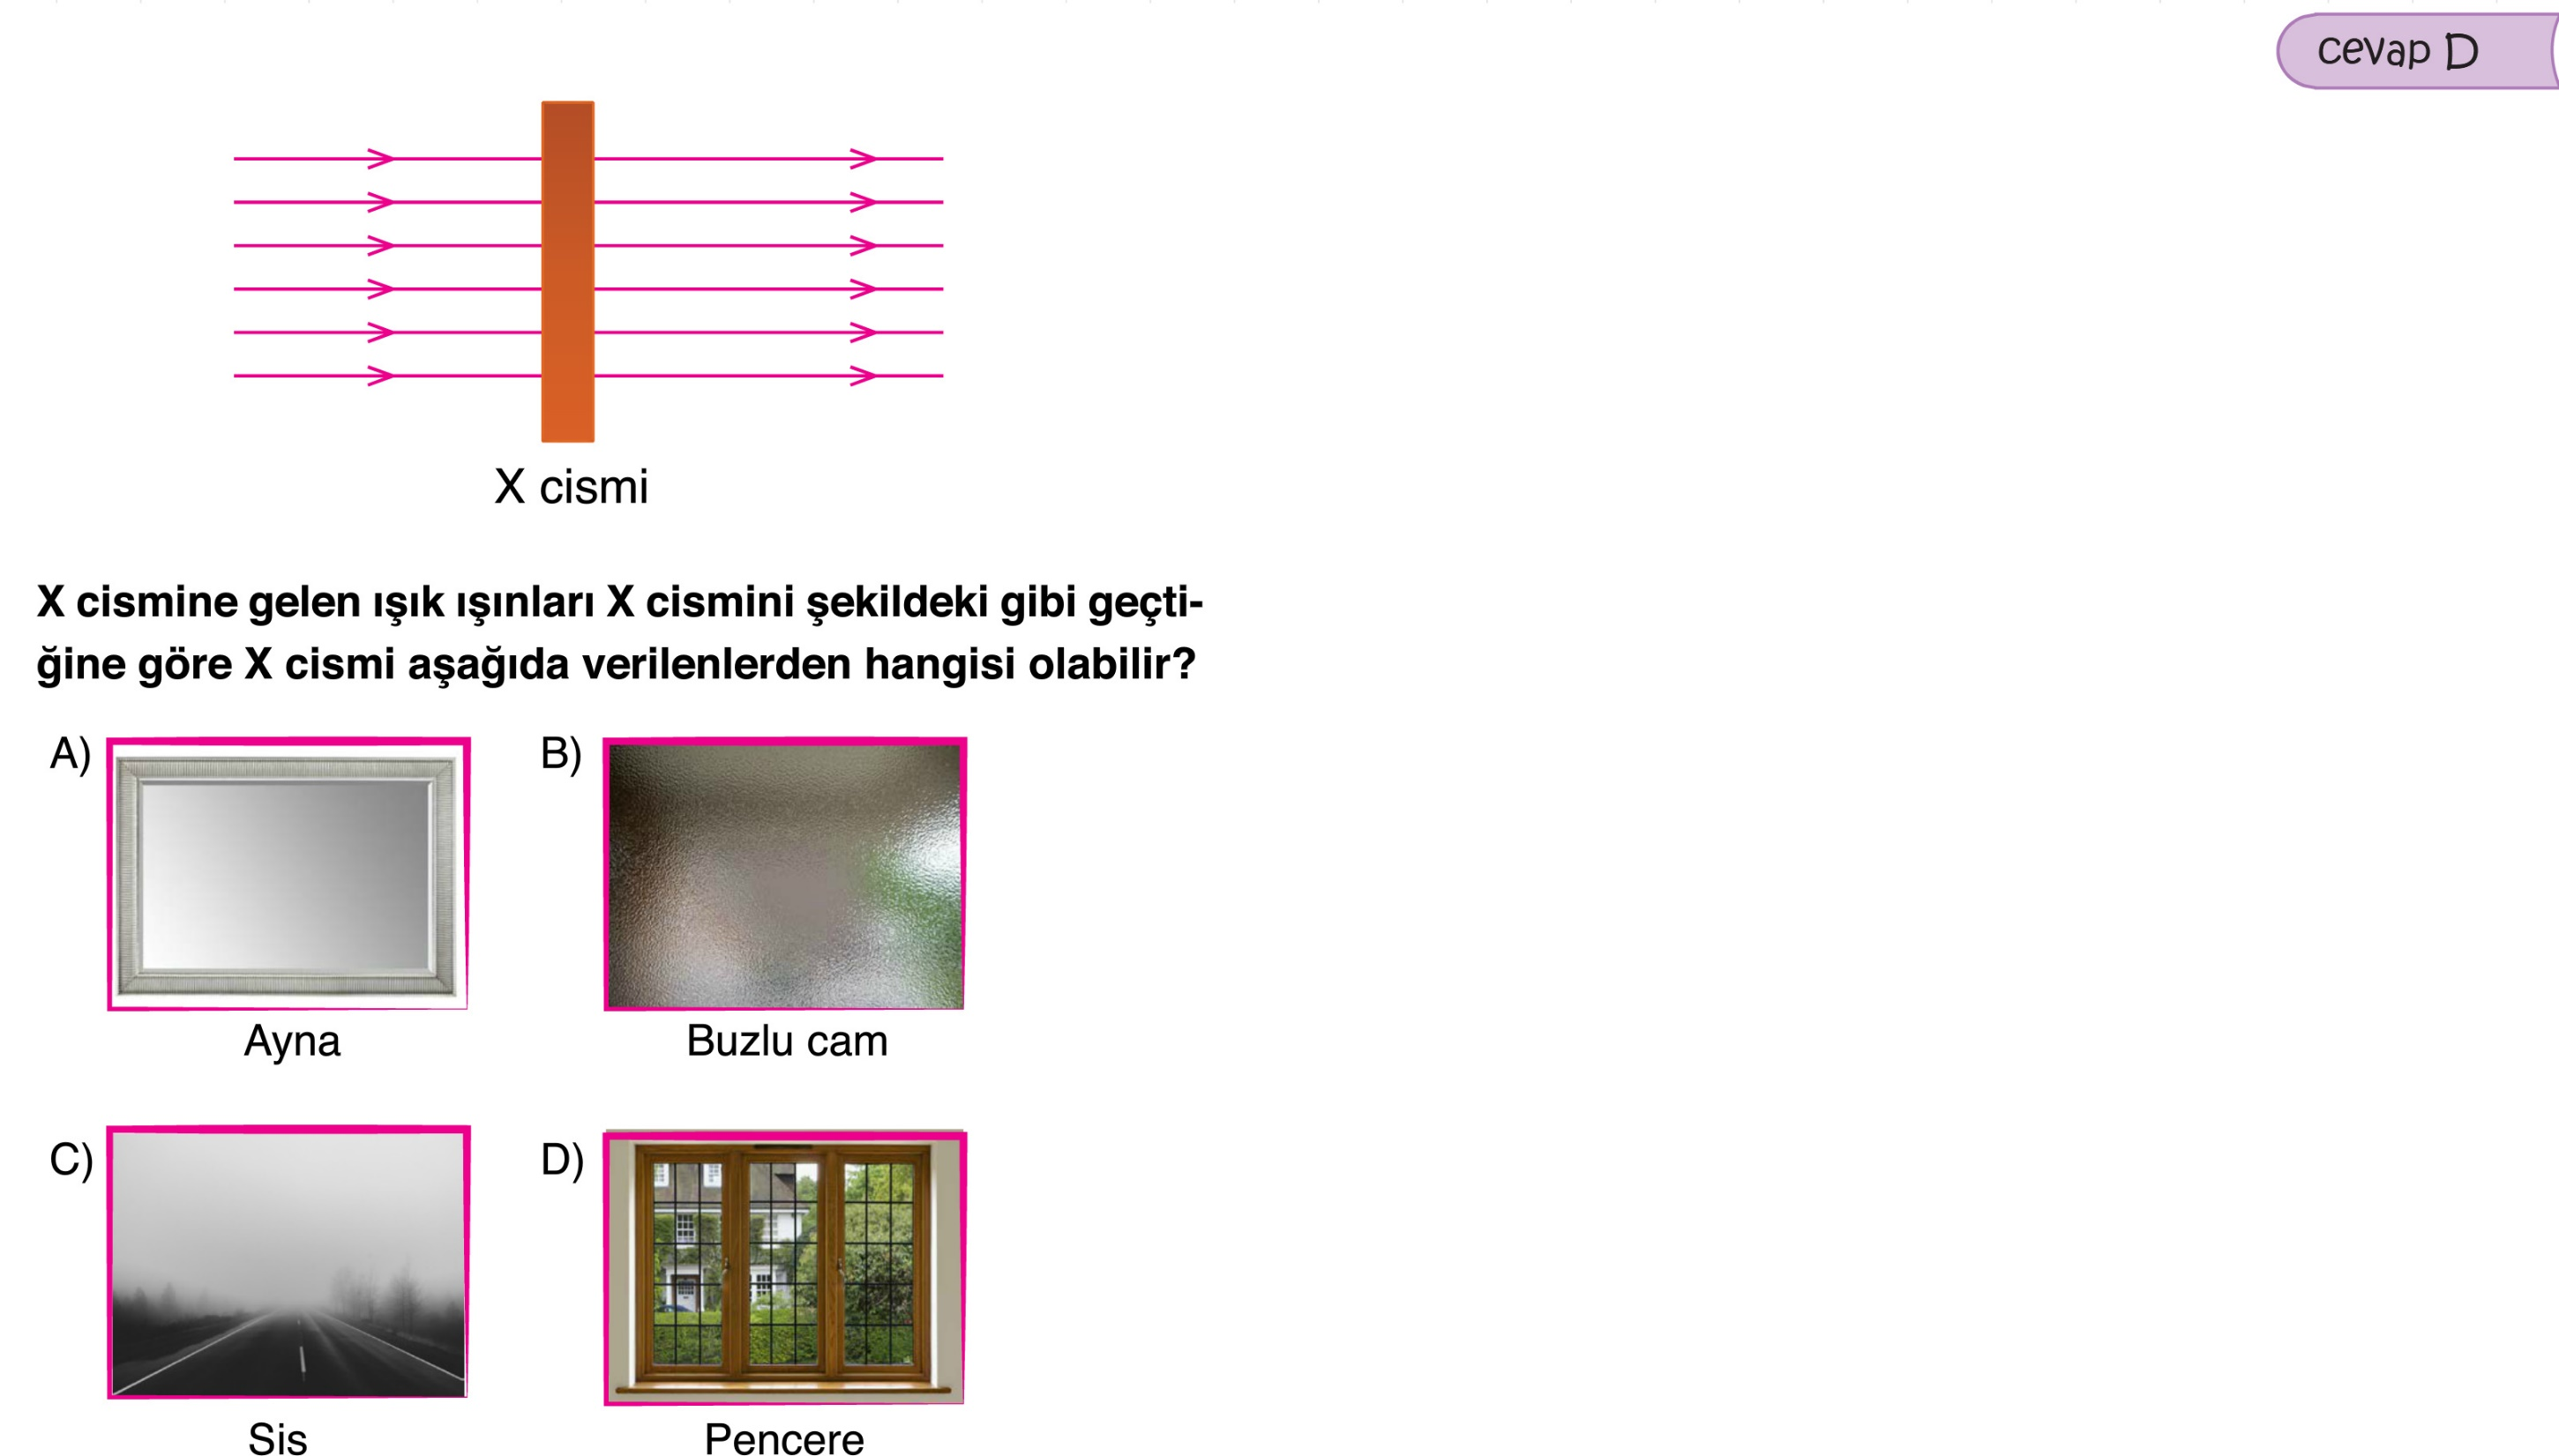 cevap D
X cismi
X cismine gelen ışık ışınları X cismini şekildeki gibi geçti-
ğine göre X cismi aşağıda verilenlerden hangisi olabilir?
A)
Ayna
B)
Buzlu cam
C)
Sis
D)
Pencere